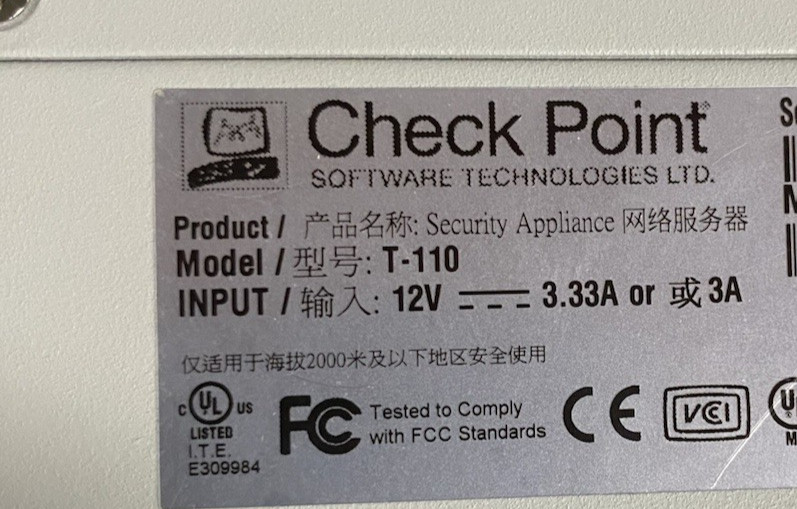 Check Point
SOFTWARE TECHNOLOGIES LTD.
Product / 产品名称: Security Appliance 网络服务器
Model / 型号: T-110
INPUT / 输入: 12V 3.33A or 或 3A
仅适用于海拔2000米及以下地区安全使用
c UL US
LISTED
I.T.E.
E309984
FC Tested to Comply
with FCC Standards
CE
VCCI